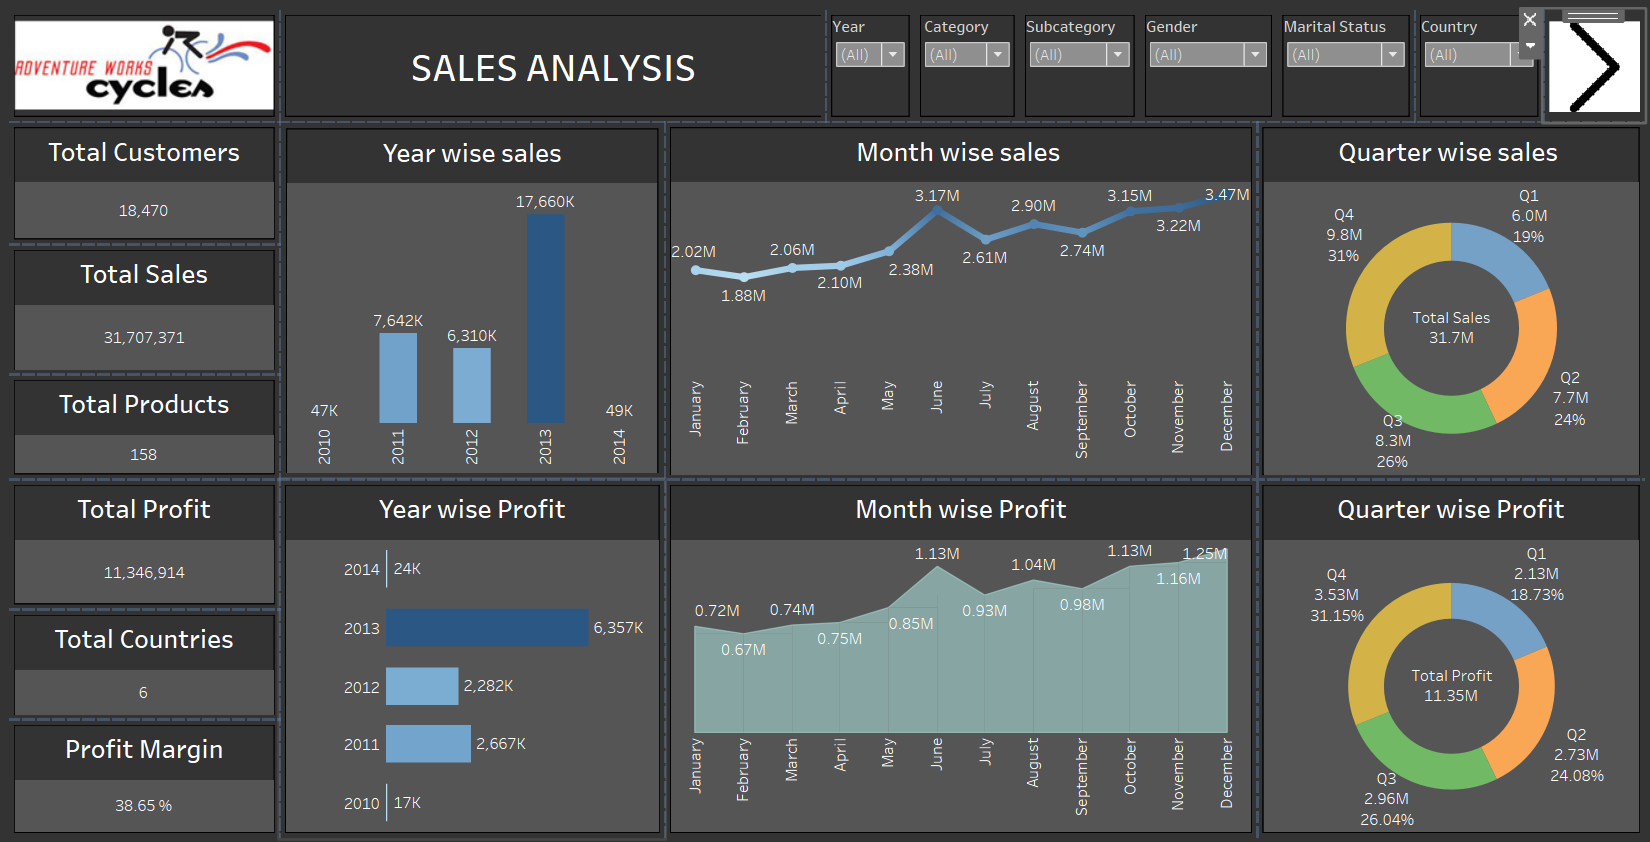 ADVENTURE WORKS
cycles
SALES ANALYSIS
Year
(All)
Category
(All)
Subcategory
(All)
Gender
(All)
Marital Status
(All)
Country
(All)
Total Customers
18,470
Total Sales
31,707,371
Total Products
158
Total Profit
11,346,914
Total Countries
6
Profit Margin
38.65 %
Year wise sales
17,660K
7,642K
6,310K
47K
49K
2010
2011
2012
2013
2014
Month wise sales
2.02M
1.88M
2.06M
2.10M
2.38M
3.17M
2.61M
2.90M
2.74M
3.15M
3.22M
3.47M
January
February
March
April
May
June
July
August
September
October
November
December
Quarter wise sales
Q1
6.0M
19%
Q4
9.8M
31%
Total Sales
31.7M
Q2
7.7M
24%
Q3
8.3M
26%
Year wise Profit
2014 24K
2013 6,357K
2012 2,282K
2011 2,667K
2010 17K
Month wise Profit
0.72M
0.67M
0.74M
0.75M
0.85M
1.13M
0.93M
1.04M
0.98M
1.13M
1.16M
1.25M
January
February
March
April
May
June
July
August
September
October
November
December
Quarter wise Profit
Q1
2.13M
18.73%
Q4
3.53M
31.15%
Total Profit
11.35M
Q2
2.73M
24.08%
Q3
2.96M
26.04%